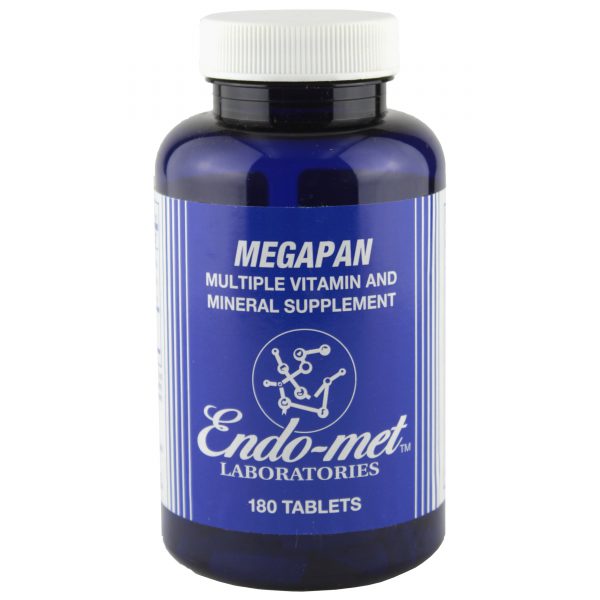 MEGAPAN
MULTIPLE VITAMIN AND
MINERAL SUPPLEMENT
Endo-met™
LABORATORIES
180 TABLETS